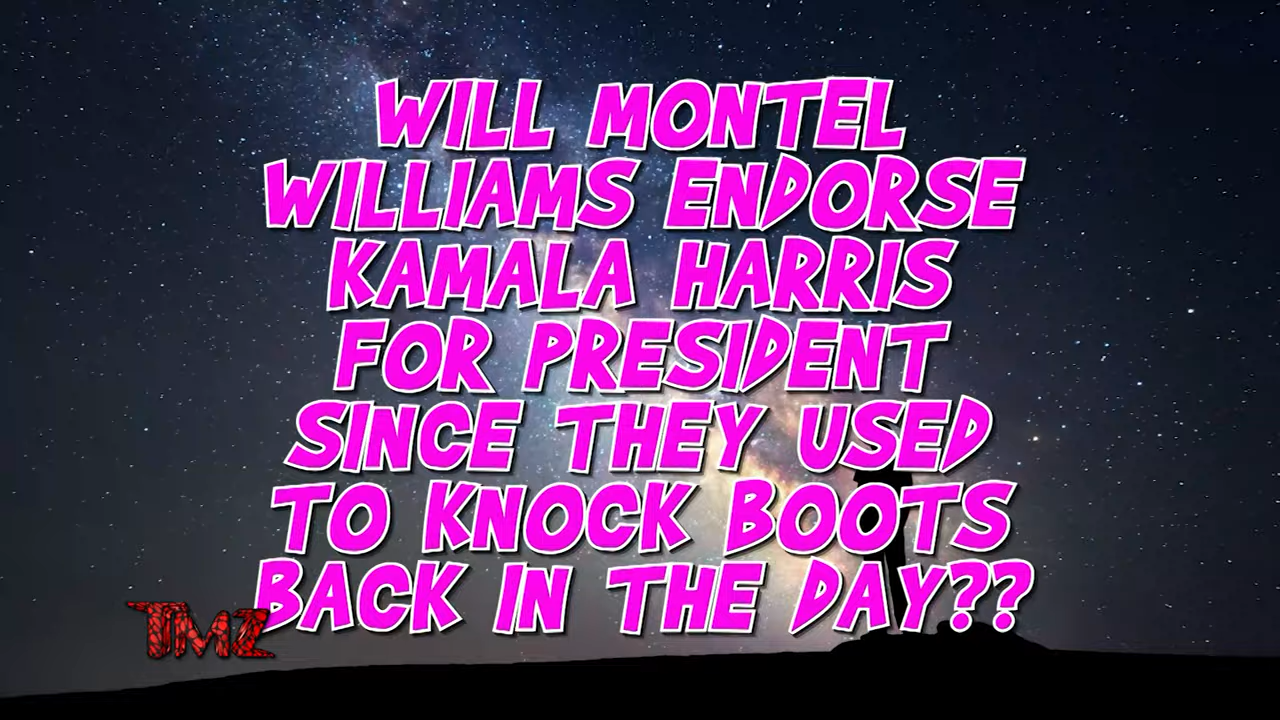 WILL MONTEL
WILLIAMS ENDORSE
KAMALA HARRIS
FOR PRESIDENT
SINCE THEY USED
TO KNOCK BOOTS
BACK IN THE DAY??
TMZ